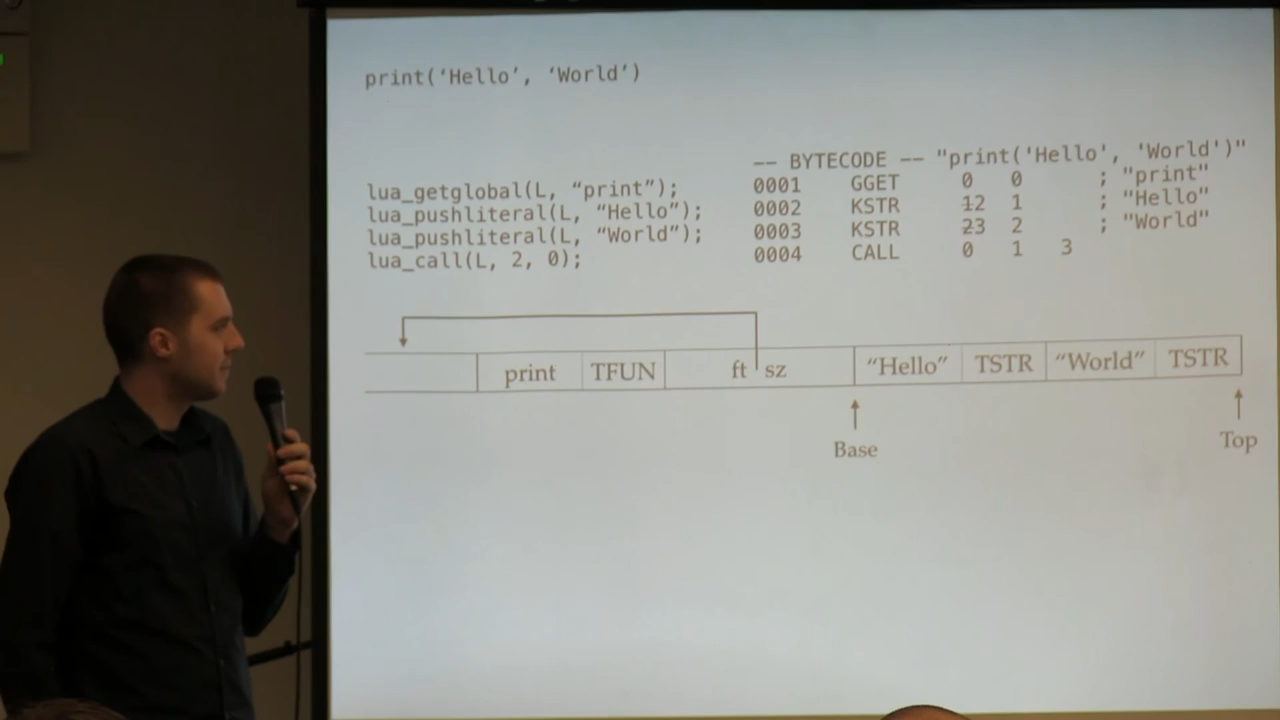 print(‘Hello’, ‘World’)
-- BYTECODE -- "print('Hello', 'World')"
lua_getglobal(L, “print”); 0001 GGET 0 0 ; "print"
lua_pushliteral(L, “Hello”); 0002 KSTR 12 1 ; "Hello"
lua_pushliteral(L, “World”); 0003 KSTR 23 2 ; "World"
lua_call(L, 2, 0); 0004 CALL 0 1 3
print TFUN ft sz “Hello” TSTR “World” TSTR
Base Top